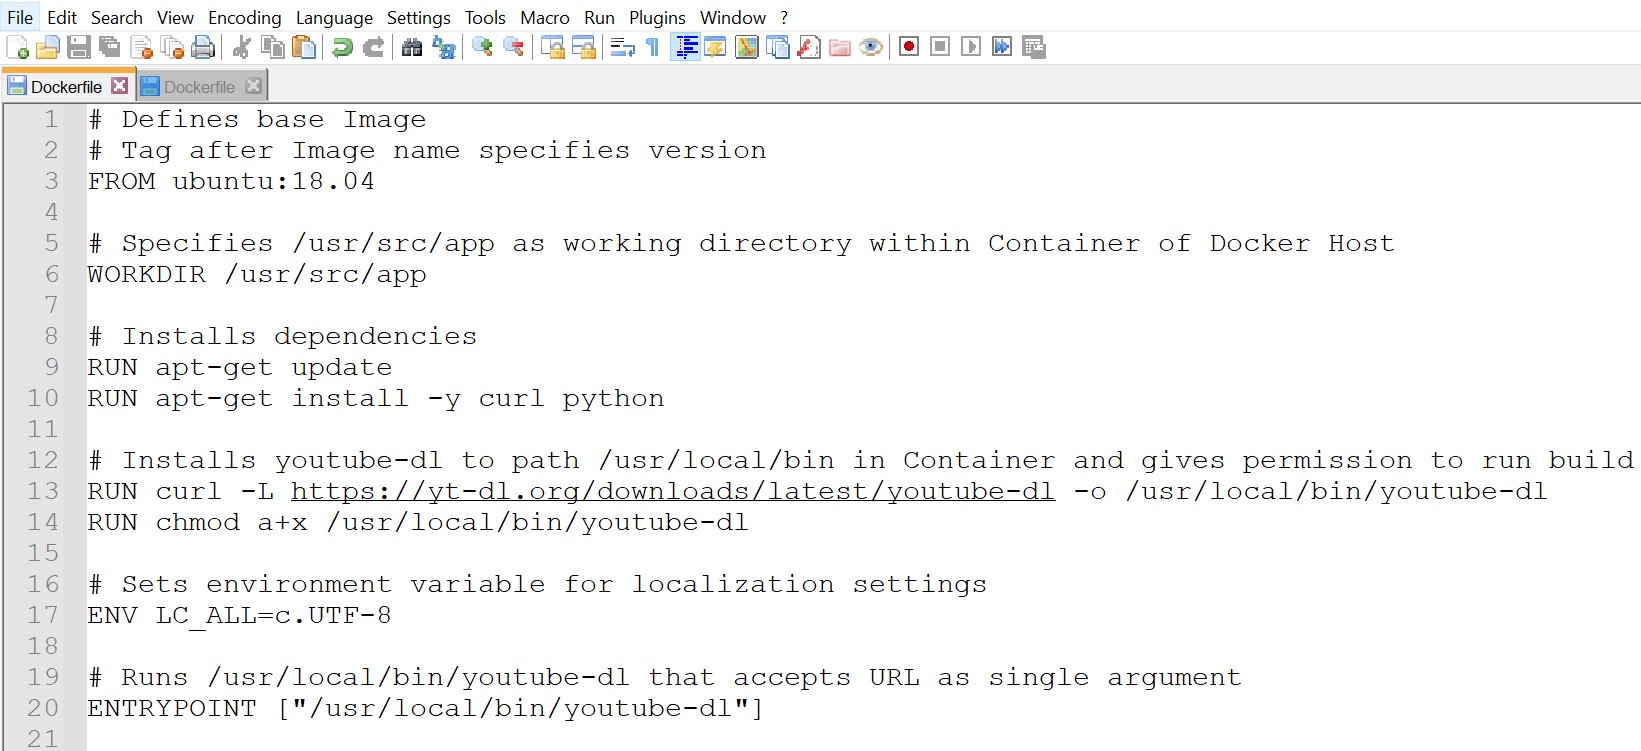 File Edit Search View Encoding Language Settings Tools Macro Run Plugins Window ?
Dockerfile Dockerfile
1 # Defines base Image
2 # Tag after Image name specifies version
3 FROM ubuntu:18.04
4
5 # Specifies /usr/src/app as working directory within Container of Docker Host
6 WORKDIR /usr/src/app
7
8 # Installs dependencies
9 RUN apt-get update
10 RUN apt-get install -y curl python
11
12 # Installs youtube-dl to path /usr/local/bin in Container and gives permission to run build
13 RUN curl -L https://yt-dl.org/downloads/latest/youtube-dl -o /usr/local/bin/youtube-dl
14 RUN chmod a+x /usr/local/bin/youtube-dl
15
16 # Sets environment variable for localization settings
17 ENV LC_ALL=c.UTF-8
18
19 # Runs /usr/local/bin/youtube-dl that accepts URL as single argument
20 ENTRYPOINT ["/usr/local/bin/youtube-dl"]
21